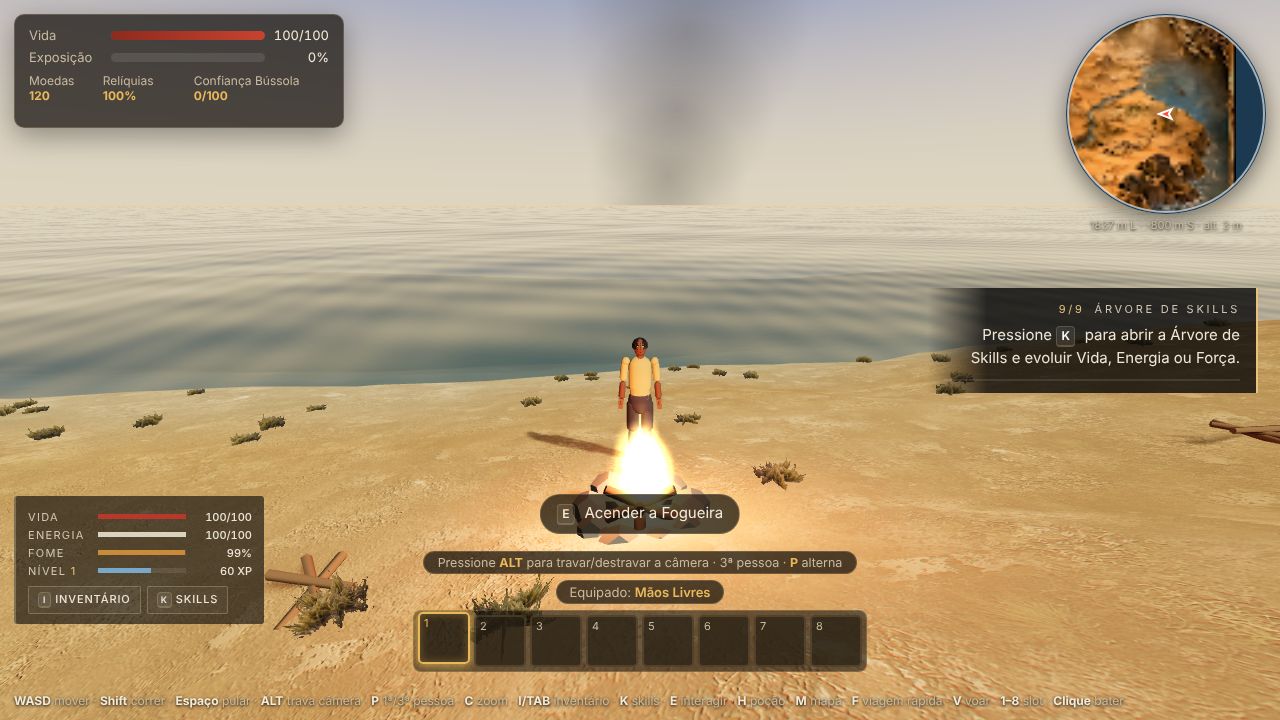 Vida 100/100
Exposição 0%
Moedas Relíquias Confiança Bússola
120 100% 0/100
9/9 ÁRVORE DE SKILLS
Pressione K para abrir a Árvore de
Skills e evoluir Vida, Energia ou Força.
E Acender a Fogueira
VIDA 100/100
ENERGIA 100/100
FOME 99%
NÍVEL 1 60 XP
I INVENTÁRIO K SKILLS
Pressione ALT para travar/destravar a câmera · 3ª pessoa · P alterna
Equipado: Mãos Livres
1 2 3 4 5 6 7 8
WASD mover Shift correr Espaço pular ALT trava câmera P 1ª/3ª pessoa C zoom I/TAB inventário K skills E interagir H poção M mapa F viagem rápida V voar 1–8 slot Clique bater